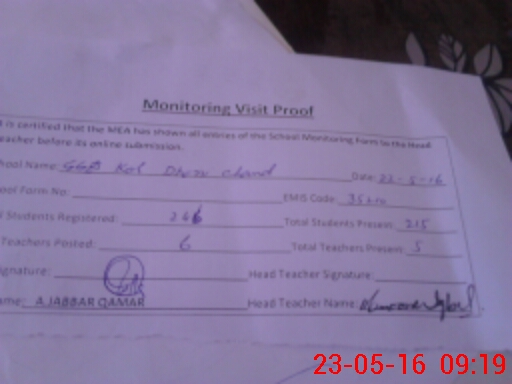 Monitoring Visit Proof
is certified that the MEA has shown all entries of the School Monitoring Form to the Head
eacher before its online submission.
hool Name: Kot Chand Date: 23-5-16
ool Form No: EMIS Code:
Students Registered: 246 Total Students Present: 215
Teachers Posted: 6 Total Teachers Present: 5
ignature: Head Teacher Signature:
ame: A.JABBAR QAMAR Head Teacher Name:
23-05-16 09:19